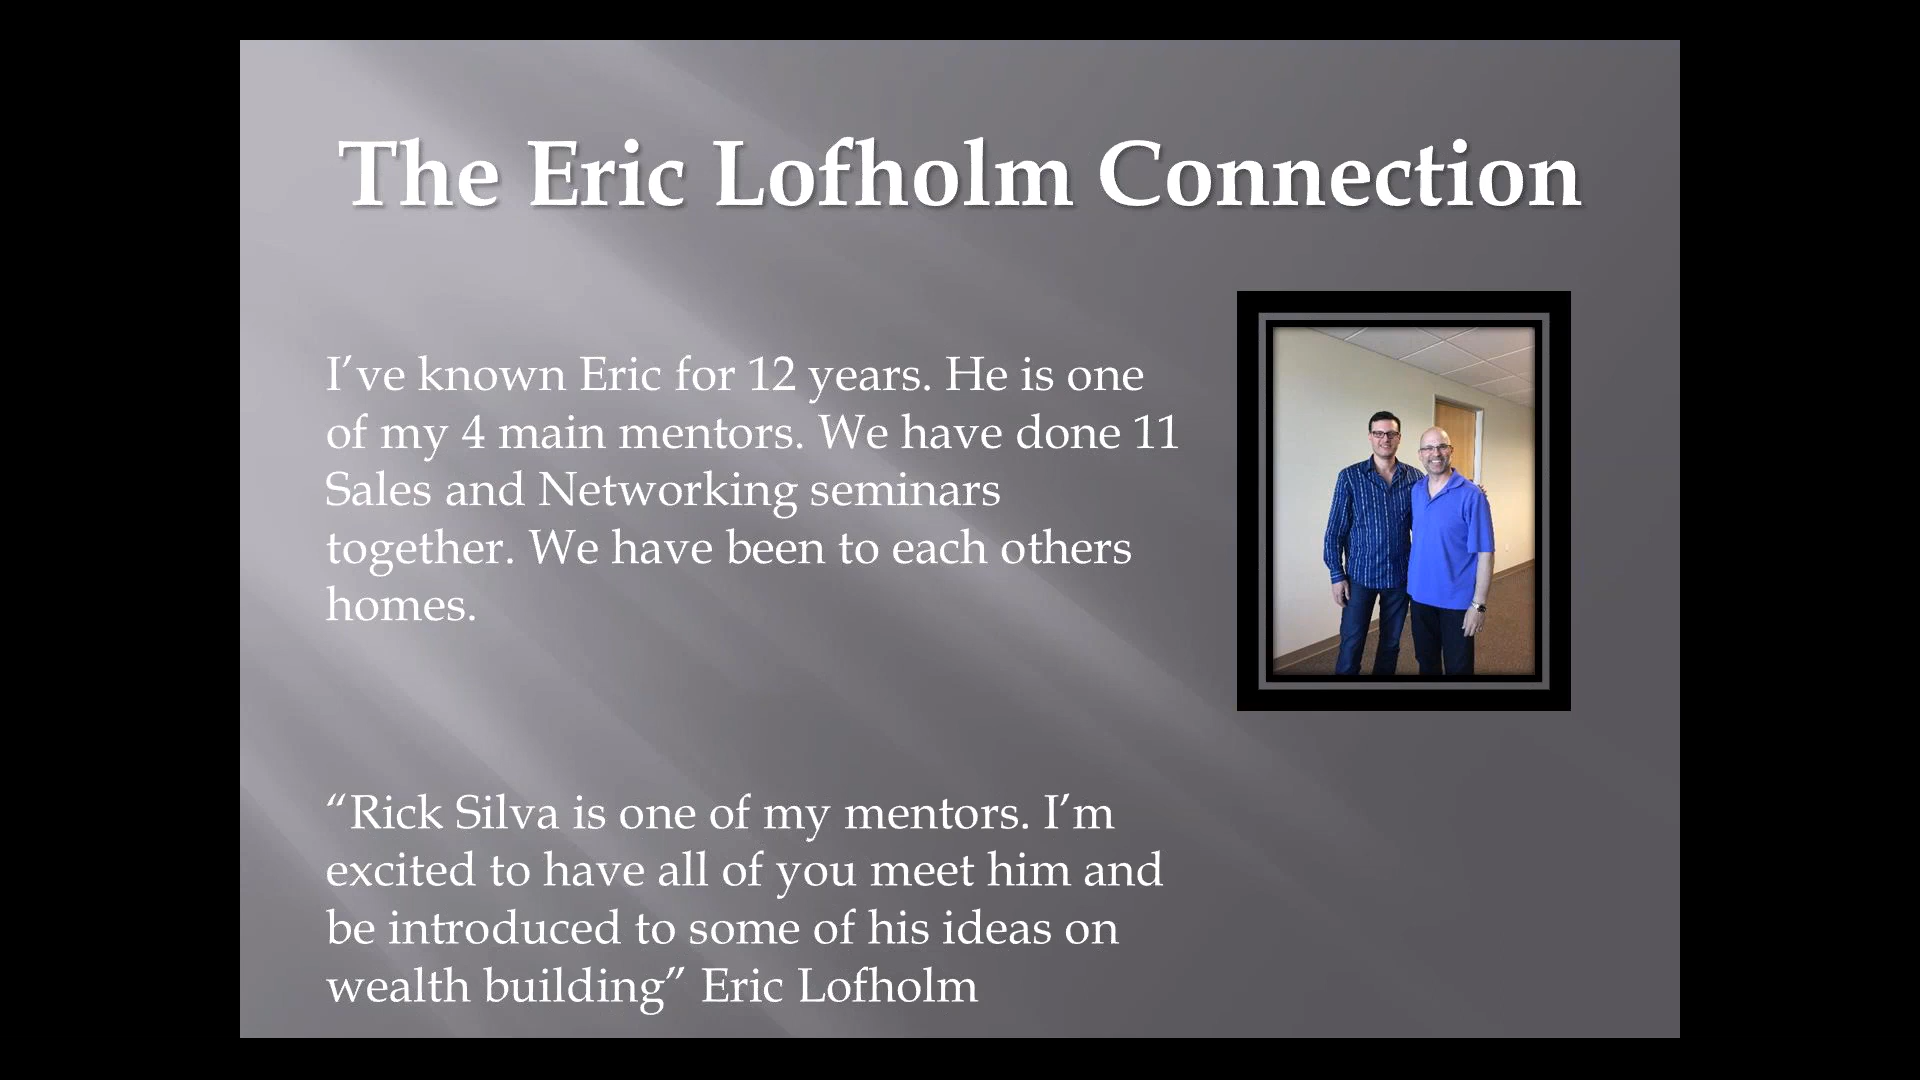 The Eric Lofholm Connection
I’ve known Eric for 12 years. He is one
of my 4 main mentors. We have done 11
Sales and Networking seminars
together. We have been to each others
homes.
“Rick Silva is one of my mentors. I’m
excited to have all of you meet him and
be introduced to some of his ideas on
wealth building” Eric Lofholm